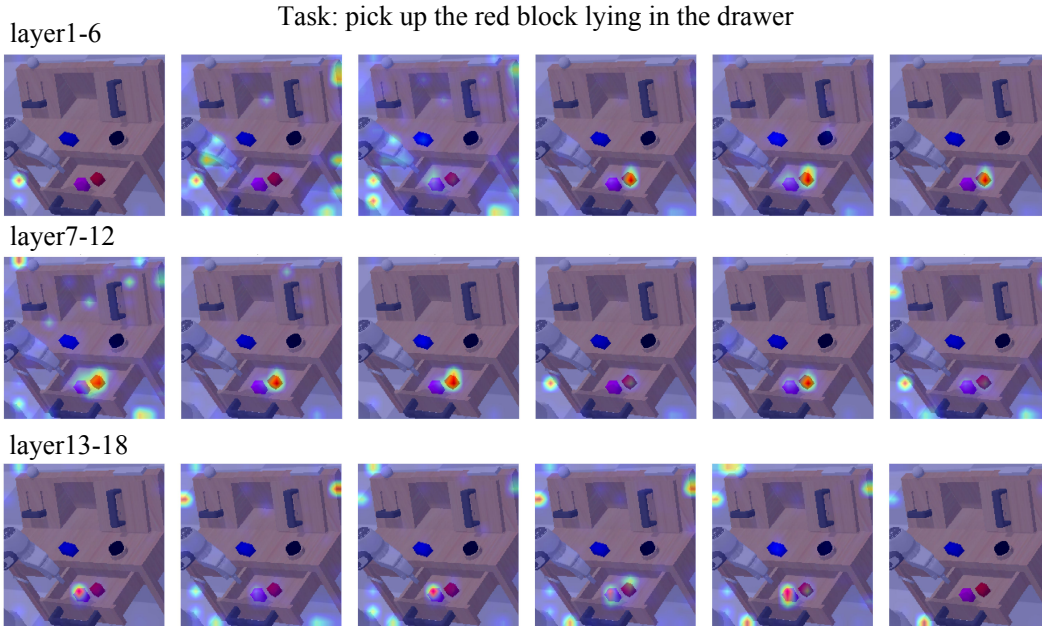 Task: pick up the red block lying in the drawer
layer1-6
layer7-12
layer13-18